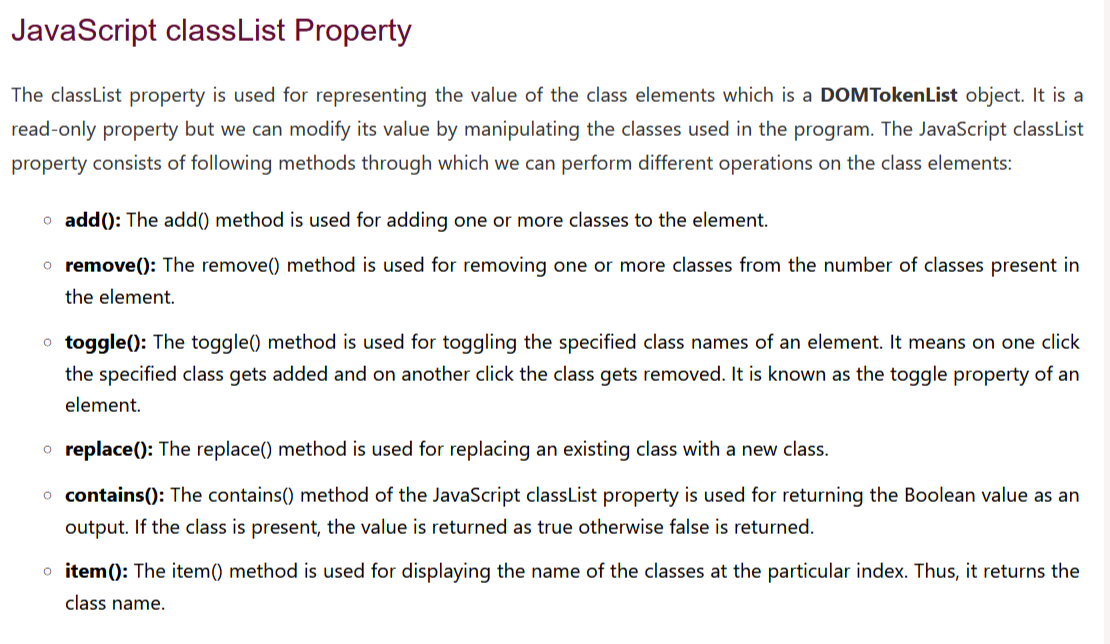 JavaScript classList Property
The classList property is used for representing the value of the class elements which is a DOMTokenList object. It is a
read-only property but we can modify its value by manipulating the classes used in the program. The JavaScript classList
property consists of following methods through which we can perform different operations on the class elements:
add(): The add() method is used for adding one or more classes to the element.
remove(): The remove() method is used for removing one or more classes from the number of classes present in
the element.
toggle(): The toggle() method is used for toggling the specified class names of an element. It means on one click
the specified class gets added and on another click the class gets removed. It is known as the toggle property of an
element.
replace(): The replace() method is used for replacing an existing class with a new class.
contains(): The contains() method of the JavaScript classList property is used for returning the Boolean value as an
output. If the class is present, the value is returned as true otherwise false is returned.
item(): The item() method is used for displaying the name of the classes at the particular index. Thus, it returns the
class name.